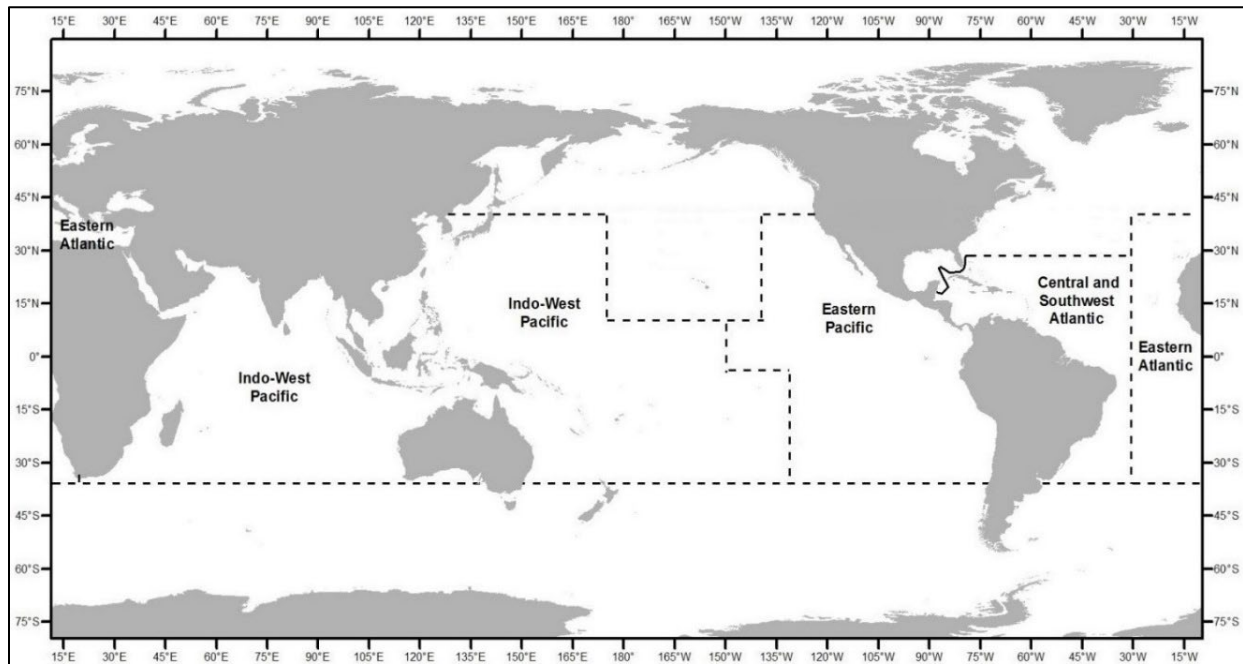 15°E 30°E 45°E 60°E 75°E 90°E 105°E 120°E 135°E 150°E 165°E 180° 165°W 150°W 135°W 120°W 105°W 90°W 75°W 60°W 45°W 30°W 15°W
75°N 75°N
60°N 60°N
45°N 45°N
Eastern
Atlantic
30°N 30°N
Central and
Southwest
Atlantic
Indo-West
Pacific
Eastern
Pacific
15°N 15°N
Eastern
Atlantic
0° 0°
Indo-West
Pacific
15°S 15°S
30°S 30°S
45°S 45°S
60°S 60°S
75°S 75°S
15°E 30°E 45°E 60°E 75°E 90°E 105°E 120°E 135°E 150°E 165°E 180° 165°W 150°W 135°W 120°W 105°W 90°W 75°W 60°W 45°W 30°W 15°W